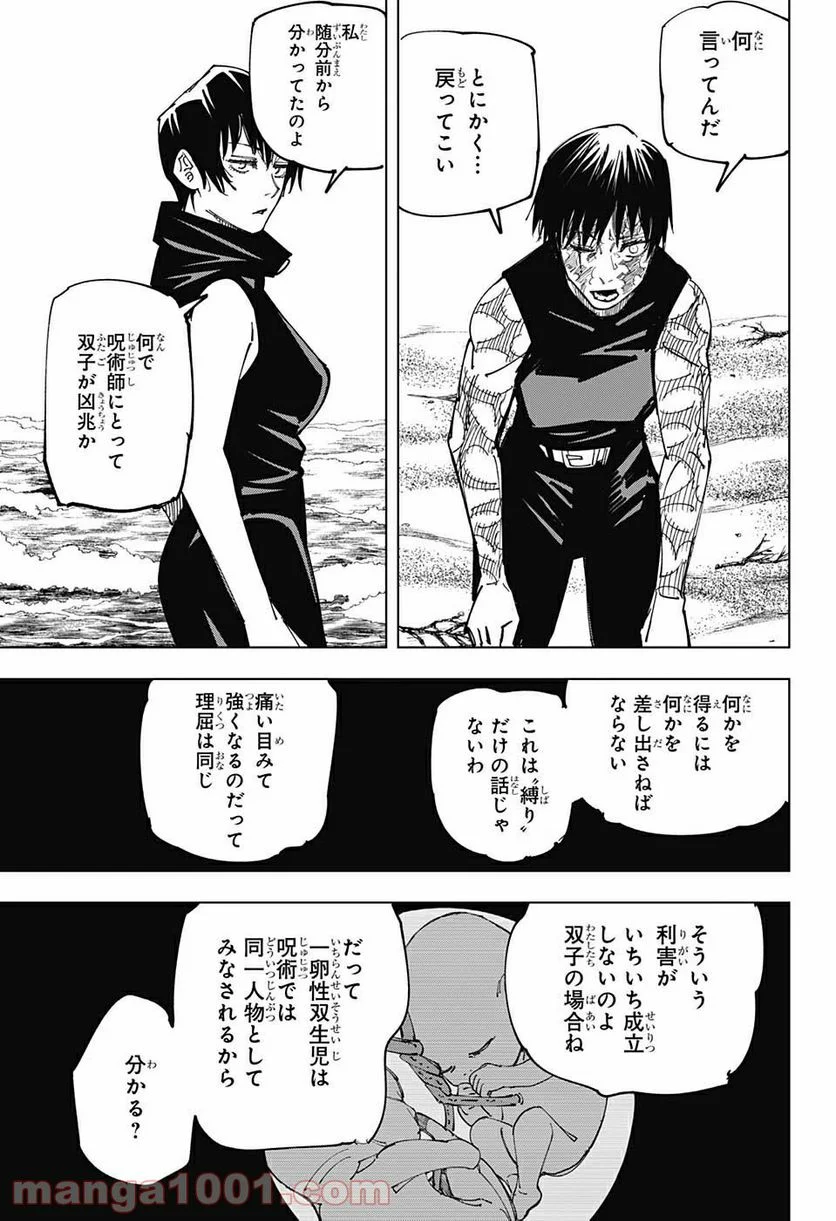 何
言ってんだ
とにかく…
戻ってこい
私
随分前から
分かってたのよ
何で
呪術師にとって
双子が凶兆か
何かを
得るには
何かを
差し出さねば
ならない
これは〝縛り〟
だけの話じゃ
ないわ
痛い目みて
強くなるのだって
理屈は同じ
そういう
利害が
いちいち成立
しないのよ
双子の場合ね
だって
一卵性双生児は
呪術では
同一人物として
みなされるから
分かる?
manga1001.com